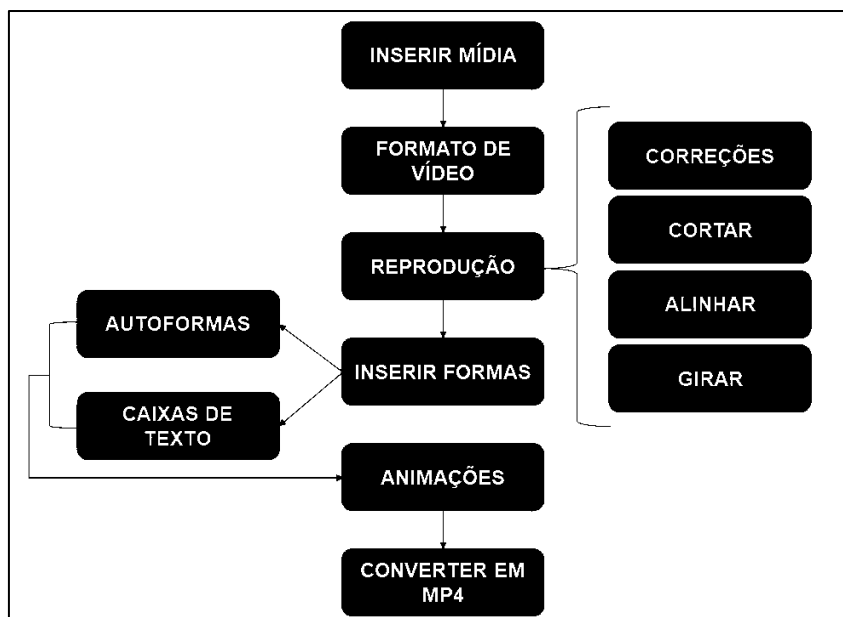 INSERIR MÍDIA
FORMATO DE
VÍDEO
REPRODUÇÃO
CORREÇÕES
CORTAR
ALINHAR
GIRAR
INSERIR FORMAS
AUTOFORMAS
CAIXAS DE
TEXTO
ANIMAÇÕES
CONVERTER EM
MP4